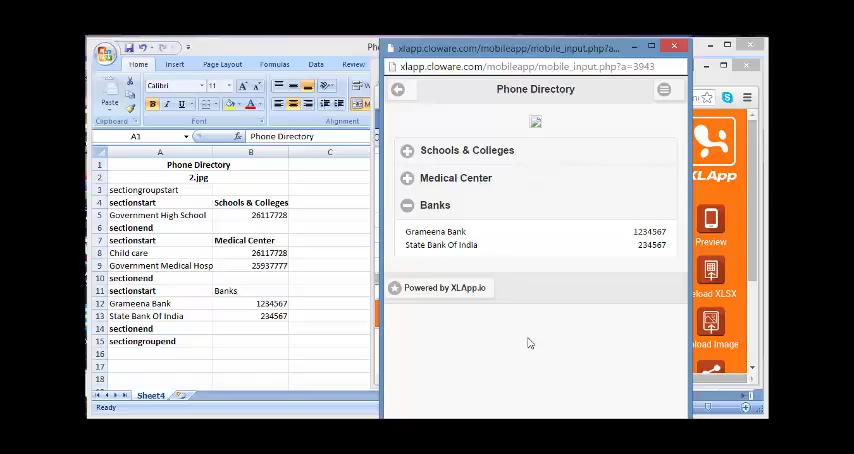 Ph
xlapp.cloware.com/mobileapp/mobile_input.php?a...
xlapp.cloware.com/mobileapp/mobile_input.php?a=3943
Home Insert Page Layout Formulas Data Review
Paste
Calibri 11
B I U
Clipboard Font Alignment
A1 Phone Directory
A B C
1 Phone Directory
2 2.jpg
3 sectiongroupstart
4 sectionstart Schools & Colleges
5 Government High School 26117728
6 sectionend
7 sectionstart Medical Center
8 Child care 26117728
9 Government Medical Hosp 25937777
10 sectionend
11 sectionstart Banks
12 Grameena Bank 1234567
13 State Bank Of India 234567
14 sectionend
15 sectiongroupend
16
17
18
Sheet4
Ready
Phone Directory
Schools & Colleges
Medical Center
Banks
Grameena Bank 1234567
State Bank Of India 234567
Powered by XLApp.io
XLApp
Preview
eload XLSX
load Image